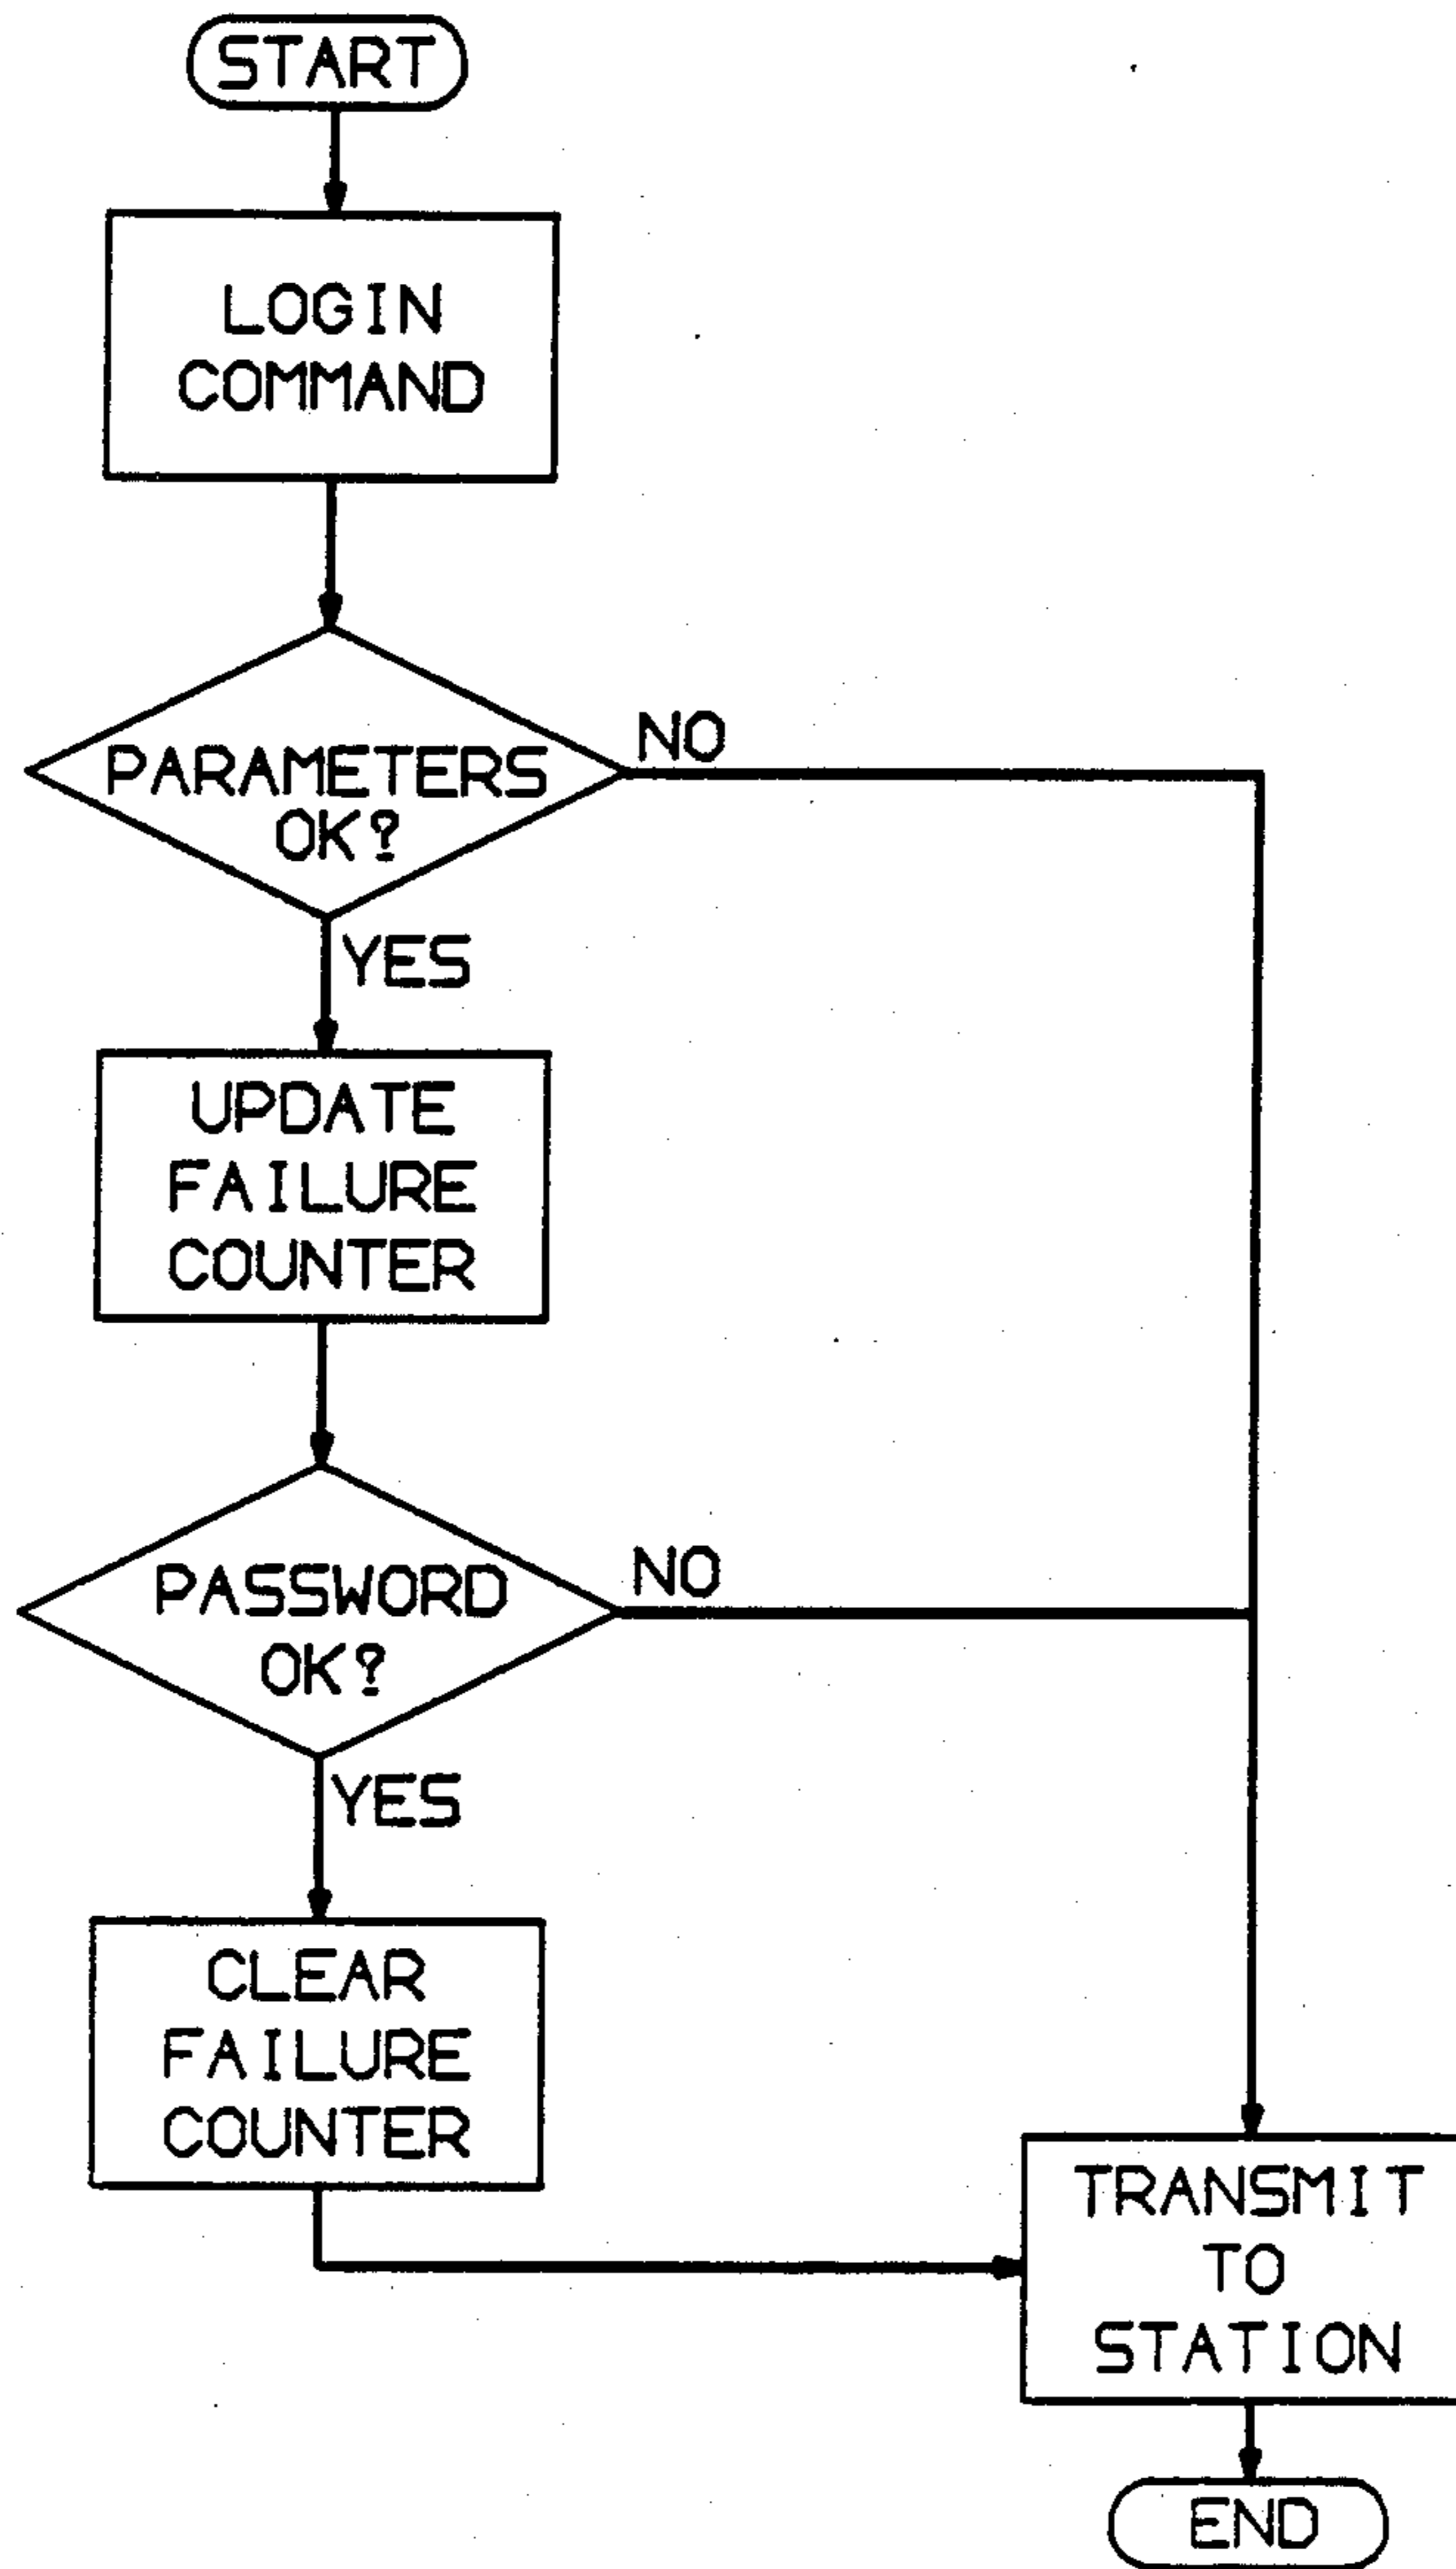 START
LOGIN
COMMAND
PARAMETERS
OK?
NO
YES
UPDATE
FAILURE
COUNTER
PASSWORD
OK?
NO
YES
CLEAR
FAILURE
COUNTER
TRANSMIT
TO
STATION
END